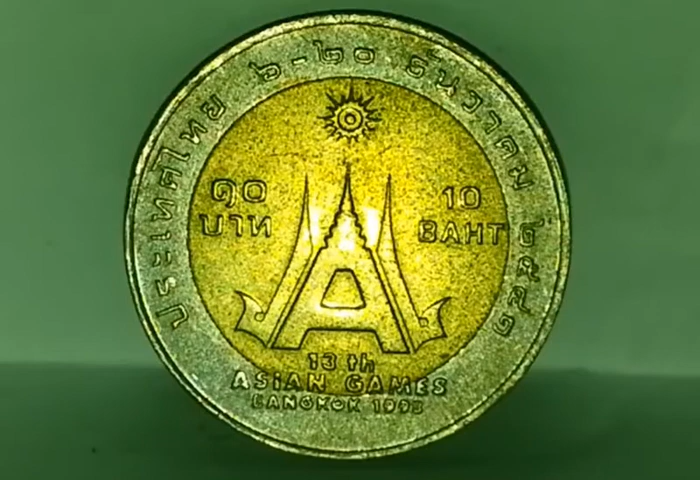 ประเทศไทย ๖-๒๐ ธันวาคม ๒๕๔๑
๑๐
บาท
10
BAHT
13 th
ASIAN GAMES
BANGKOK 1998